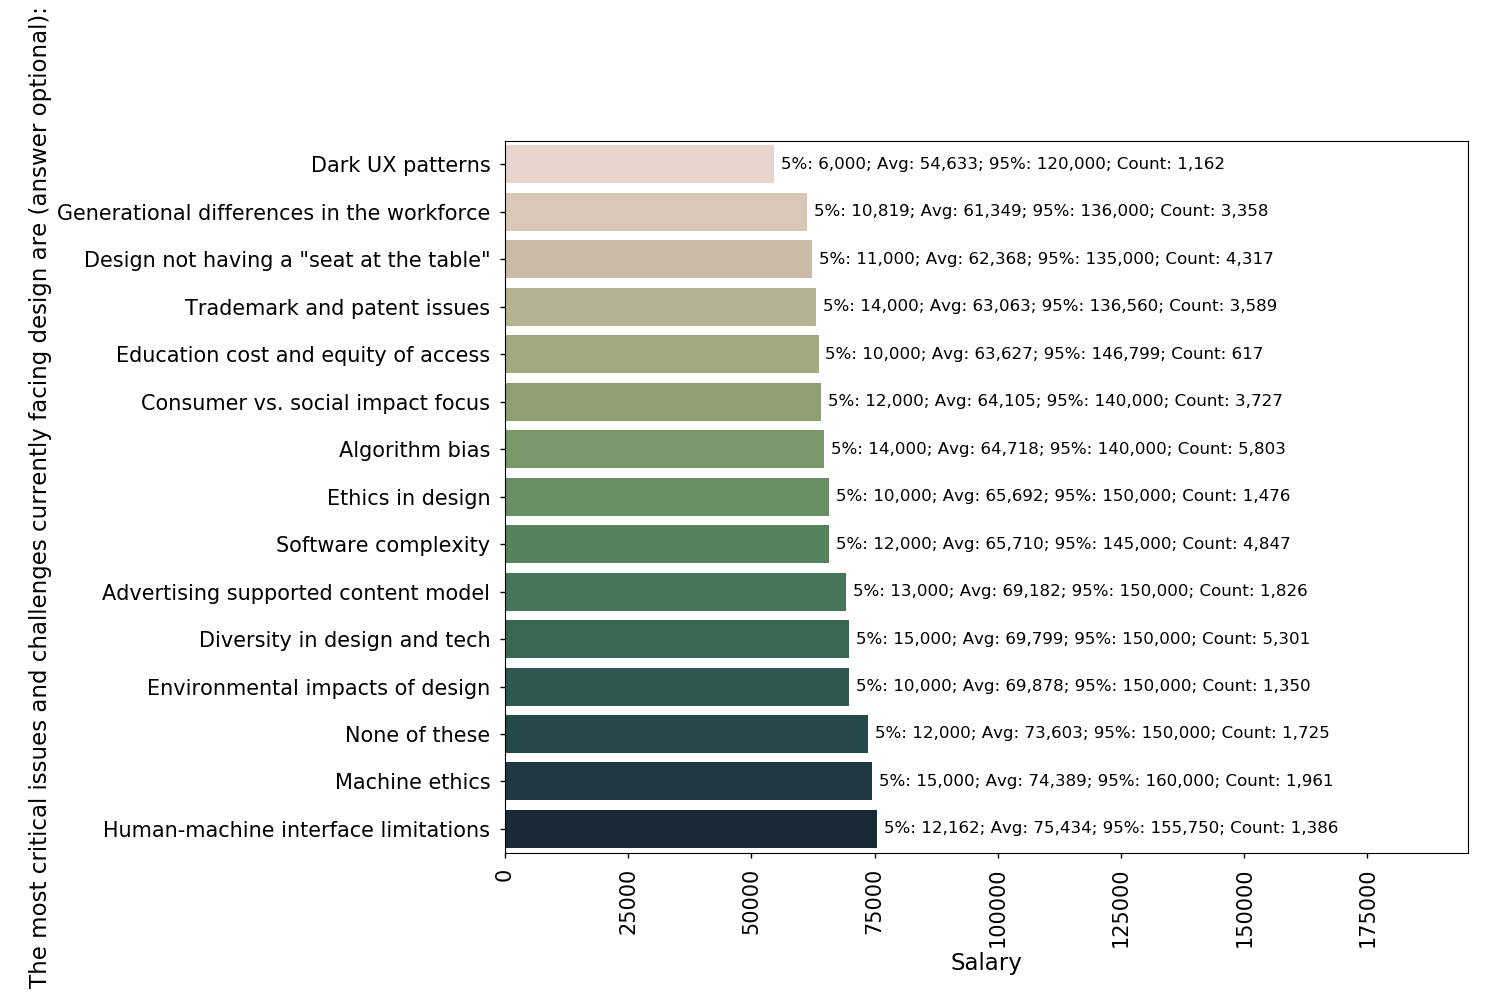 The most critical issues and challenges currently facing design are (answer optional):
Dark UX patterns 5%: 6,000; Avg: 54,633; 95%: 120,000; Count: 1,162
Generational differences in the workforce 5%: 10,819; Avg: 61,349; 95%: 136,000; Count: 3,358
Design not having a "seat at the table" 5%: 11,000; Avg: 62,368; 95%: 135,000; Count: 4,317
Trademark and patent issues 5%: 14,000; Avg: 63,063; 95%: 136,560; Count: 3,589
Education cost and equity of access 5%: 10,000; Avg: 63,627; 95%: 146,799; Count: 617
Consumer vs. social impact focus 5%: 12,000; Avg: 64,105; 95%: 140,000; Count: 3,727
Algorithm bias 5%: 14,000; Avg: 64,718; 95%: 140,000; Count: 5,803
Ethics in design 5%: 10,000; Avg: 65,692; 95%: 150,000; Count: 1,476
Software complexity 5%: 12,000; Avg: 65,710; 95%: 145,000; Count: 4,847
Advertising supported content model 5%: 13,000; Avg: 69,182; 95%: 150,000; Count: 1,826
Diversity in design and tech 5%: 15,000; Avg: 69,799; 95%: 150,000; Count: 5,301
Environmental impacts of design 5%: 10,000; Avg: 69,878; 95%: 150,000; Count: 1,350
None of these 5%: 12,000; Avg: 73,603; 95%: 150,000; Count: 1,725
Machine ethics 5%: 15,000; Avg: 74,389; 95%: 160,000; Count: 1,961
Human-machine interface limitations 5%: 12,162; Avg: 75,434; 95%: 155,750; Count: 1,386
0 25000 50000 75000 100000 125000 150000 175000
Salary